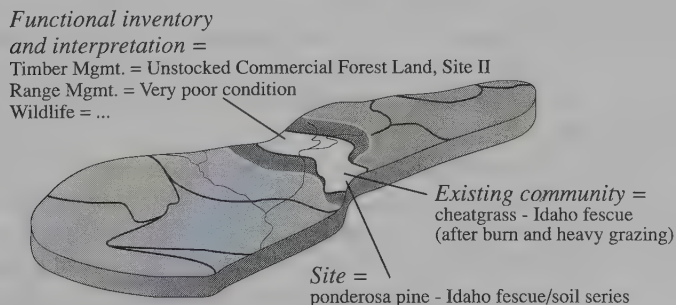 Functional inventory
and interpretation =
Timber Mgmt. = Unstocked Commercial Forest Land, Site II
Range Mgmt. = Very poor condition
Wildlife = ...
Existing community =
cheatgrass - Idaho fescue
(after burn and heavy grazing)
Site =
ponderosa pine - Idaho fescue/soil series